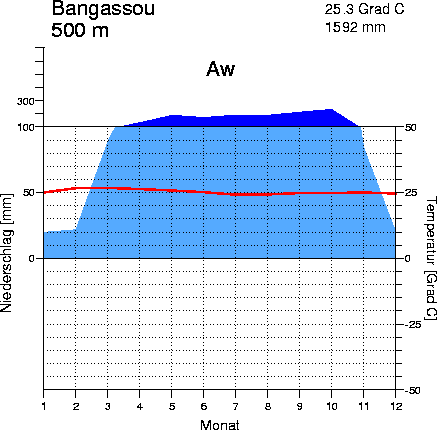 Bangassou
500 m
25.3 Grad C
1592 mm
Aw
300
100
50
0
Niederschlag [mm]
50
25
0
-25
-50
Temperatur [Grad C]
1 2 3 4 5 6 7 8 9 10 11 12
Monat